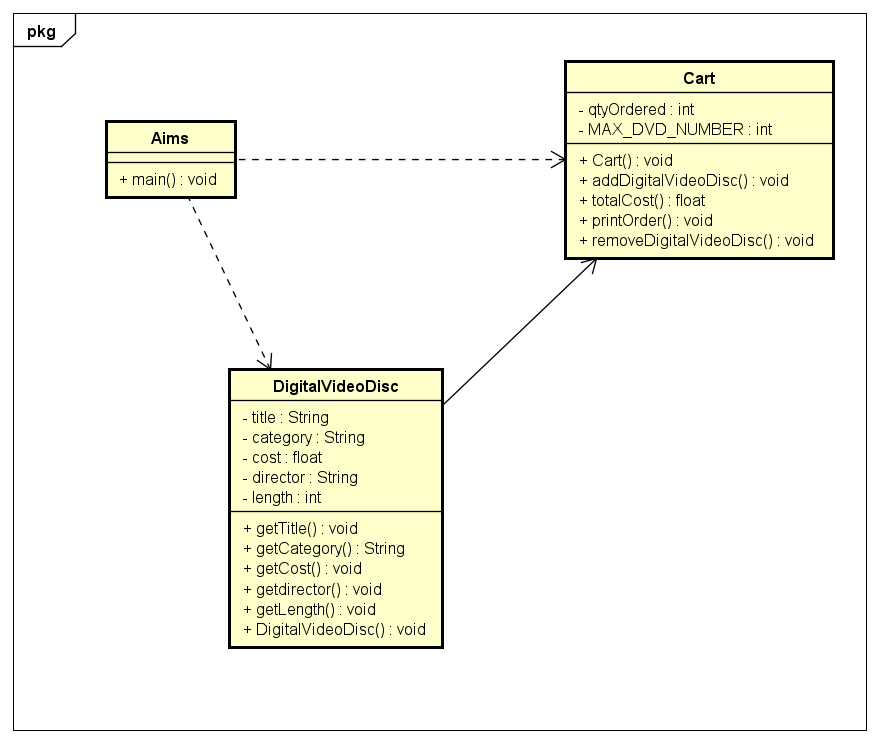 pkg
Aims
+ main() : void
Cart
- qtyOrdered : int
- MAX_DVD_NUMBER : int
+ Cart() : void
+ addDigitalVideoDisc() : void
+ totalCost() : float
+ printOrder() : void
+ removeDigitalVideoDisc() : void
DigitalVideoDisc
- title : String
- category : String
- cost : float
- director : String
- length : int
+ getTitle() : void
+ getCategory() : String
+ getCost() : void
+ getdirector() : void
+ getLength() : void
+ DigitalVideoDisc() : void